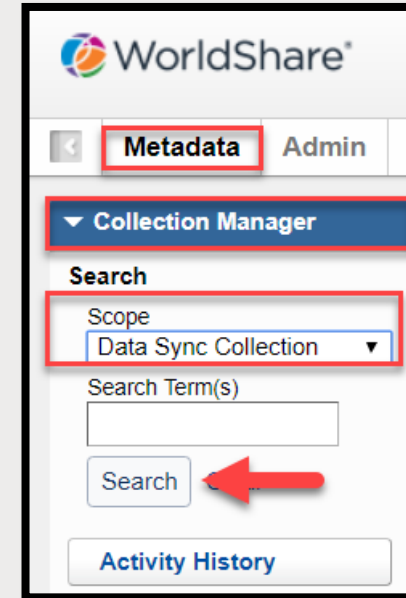 WorldShare®
Metadata Admin
Collection Manager
Search
Scope
Data Sync Collection
Search Term(s)
Search
Activity History